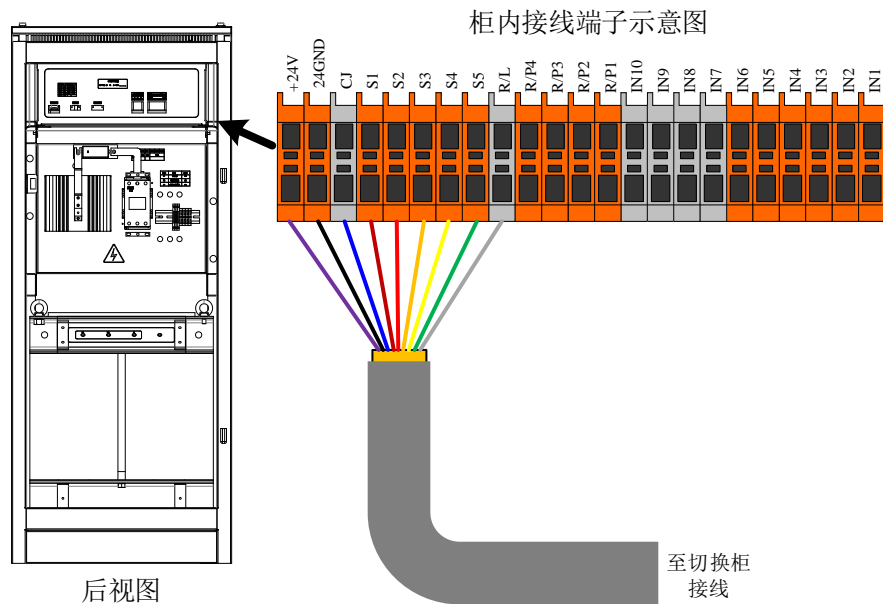 柜内接线端子示意图
+24V
24GND
CJ
S1
S2
S3
S4
S5
R/L
R/P4
R/P3
R/P2
R/P1
IN10
IN9
IN8
IN7
IN6
IN5
IN4
IN3
IN2
IN1
至切换柜
接线
后视图